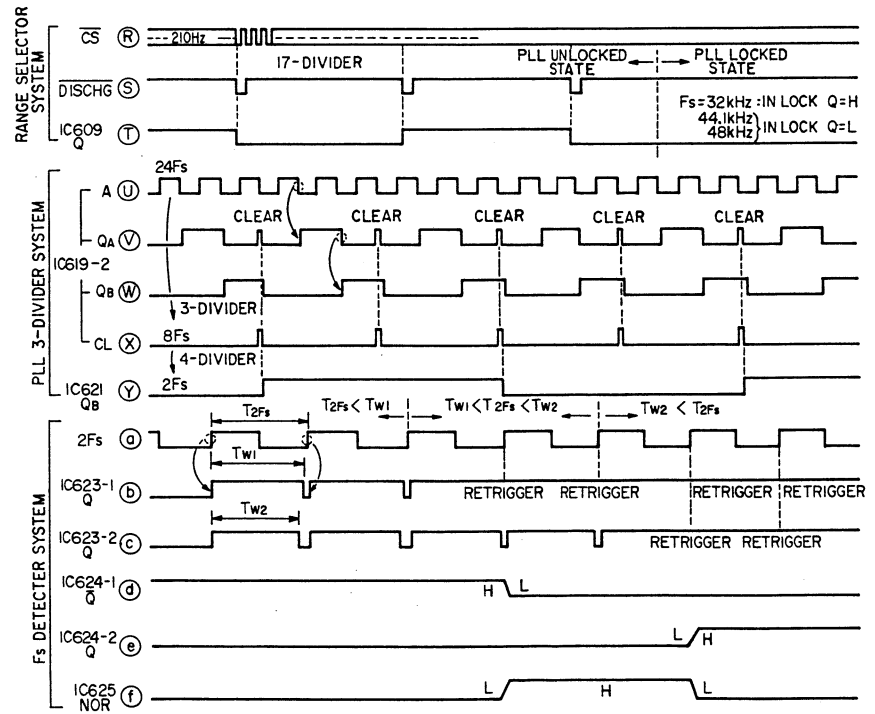 RANGE SELECTOR SYSTEM
CS R
210Hz
17-DIVIDER
PLL UNLOCKED STATE
PLL LOCKED STATE
DISCHG S
Fs=32kHz : IN LOCK Q=H
44.1kHz
48kHz } IN LOCK Q=L
IC609 Q T
PLL 3-DIVIDER SYSTEM
24Fs
A U
CLEAR CLEAR CLEAR CLEAR CLEAR
QA V
IC619-2
QB W
3-DIVIDER
CL X
8Fs
4-DIVIDER
IC621 QB Y
2Fs
Fs DETECTER SYSTEM
T2Fs
T2Fs < TW1
TW1 < T2Fs < TW2
TW2 < T2Fs
2Fs a
TW1
IC623-1 Q b
RETRIGGER RETRIGGER RETRIGGER RETRIGGER
TW2
IC623-2 Q c
RETRIGGER RETRIGGER
IC624-1 Q d
H L
IC624-2 Q e
L H
IC625 NOR f
L H L